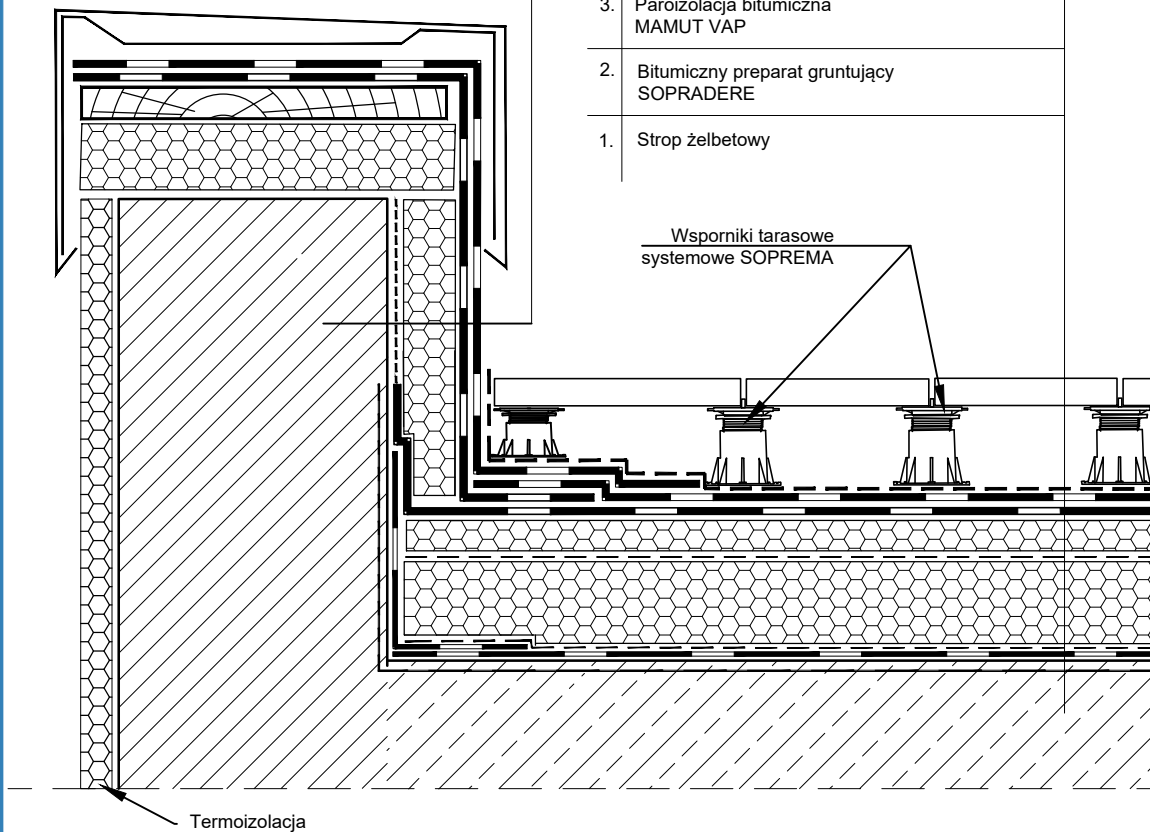 3. Paroizolacja bitumiczna
MAMUT VAP
2. Bitumiczny preparat gruntujący
SOPRADERE
1. Strop żelbetowy
Wsporniki tarasowe
systemowe SOPREMA
Termoizolacja